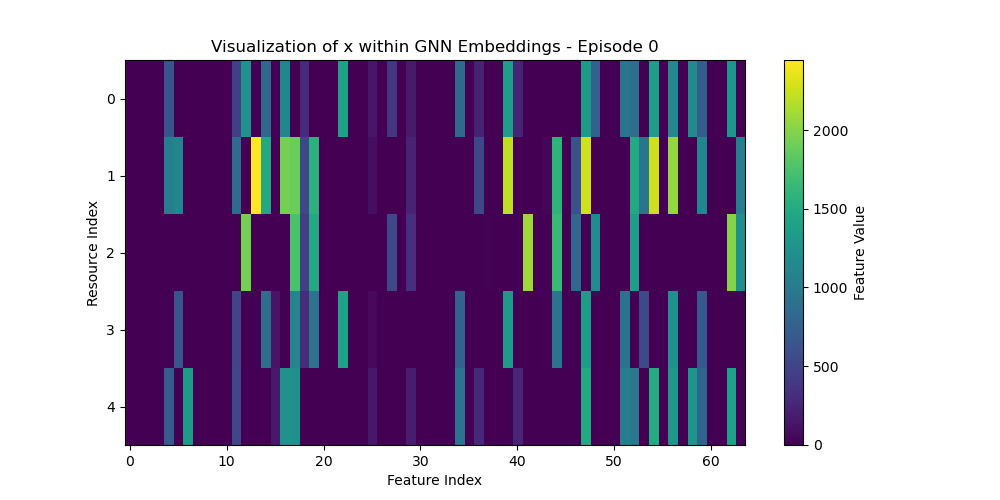 Visualization of x within GNN Embeddings - Episode 0
Resource Index
0
1
2
3
4
0 10 20 30 40 50 60
Feature Index
2000
1500
1000
500
0
Feature Value